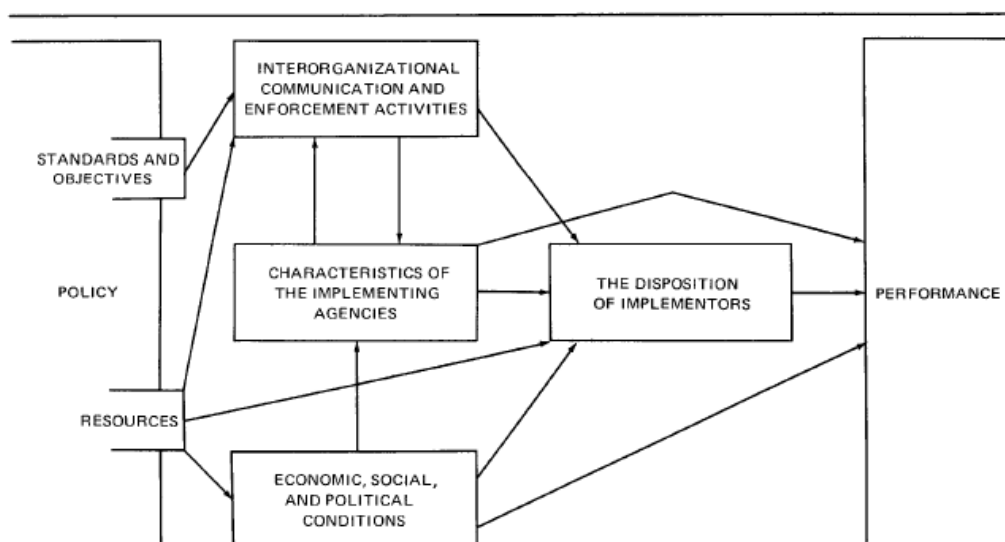 INTERORGANIZATIONAL
COMMUNICATION AND
ENFORCEMENT ACTIVITIES
STANDARDS AND
OBJECTIVES
POLICY
CHARACTERISTICS OF
THE IMPLEMENTING
AGENCIES
THE DISPOSITION
OF IMPLEMENTORS
PERFORMANCE
RESOURCES
ECONOMIC, SOCIAL,
AND POLITICAL
CONDITIONS